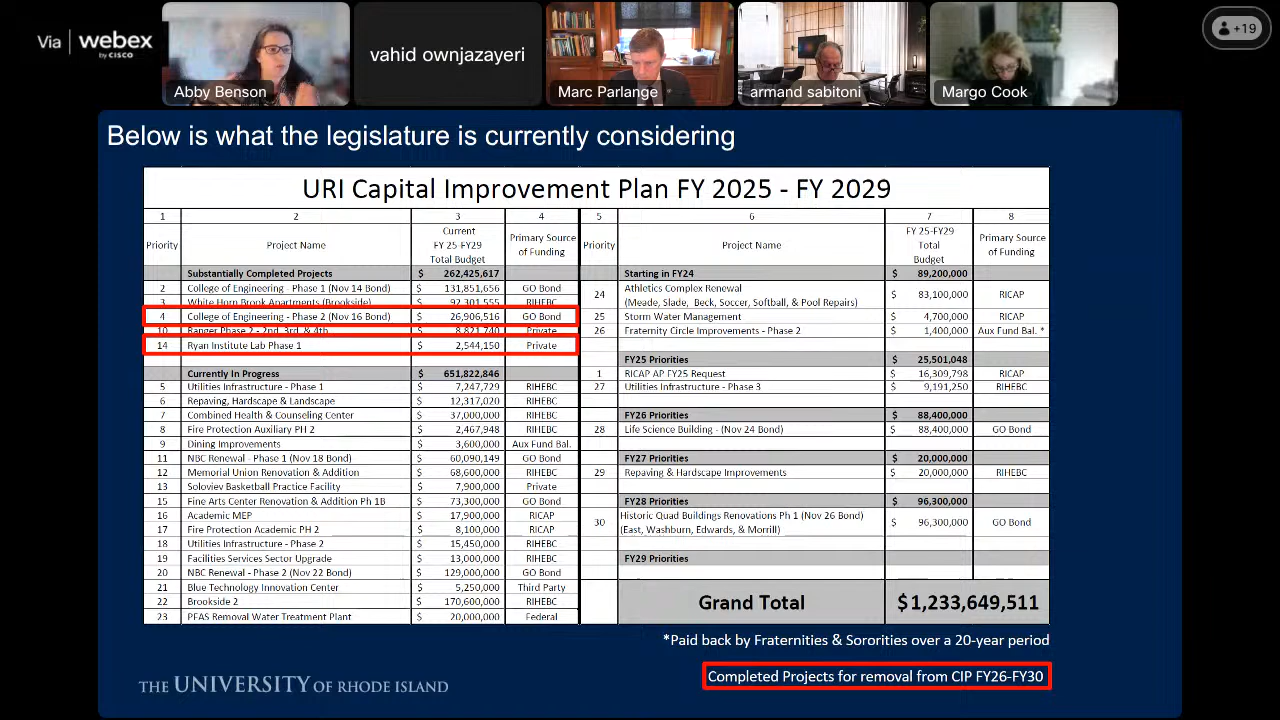 Via webex
by CISCO
Abby Benson
vahid ownjazayeri
Marc Parlange
armand sabitoni
Margo Cook
+19
Below is what the legislature is currently considering
URI Capital Improvement Plan FY 2025 - FY 2029
1 2 3 4 5 6 7 8
Priority Project Name Current FY 25-FY29 Total Budget Primary Source of Funding Priority Project Name FY 25-FY29 Total Budget Primary Source of Funding
Substantially Completed Projects $ 262,425,617
2 College of Engineering - Phase 1 (Nov 14 Bond) $ 131,851,656 GO Bond
3 White Horn Brook Apartments (Brookside) $ 92,301,555 RIHEBC
4 College of Engineering - Phase 2 (Nov 16 Bond) $ 26,906,516 GO Bond
10 Ranger Phase 2 - 2nd, 3rd, & 4th $ 8,821,740 Private
14 Ryan Institute Lab Phase 1 $ 2,544,150 Private
Currently In Progress $ 651,822,846
5 Utilities Infrastructure - Phase 1 $ 7,247,729 RIHEBC
6 Repaving, Hardscape & Landscape $ 12,317,020 RIHEBC
7 Combined Health & Counseling Center $ 37,000,000 RIHEBC
8 Fire Protection Auxiliary PH 2 $ 2,467,948 RIHEBC
9 Dining Improvements $ 3,600,000 Aux Fund Bal.
11 NBC Renewal - Phase 1 (Nov 18 Bond) $ 60,090,149 GO Bond
12 Memorial Union Renovation & Addition $ 68,600,000 RIHEBC
13 Soloviev Basketball Practice Facility $ 7,900,000 Private
15 Fine Arts Center Renovation & Addition Ph 1B $ 73,300,000 GO Bond
16 Academic MEP $ 17,900,000 RICAP
17 Fire Protection Academic PH 2 $ 8,100,000 RICAP
18 Utilities Infrastructure - Phase 2 $ 15,450,000 RIHEBC
19 Facilities Services Sector Upgrade $ 13,000,000 RIHEBC
20 NBC Renewal - Phase 2 (Nov 22 Bond) $ 129,000,000 GO Bond
21 Blue Technology Innovation Center $ 5,250,000 Third Party
22 Brookside 2 $ 170,600,000 RIHEBC
23 PFAS Removal Water Treatment Plant $ 20,000,000 Federal
Starting in FY24 $ 89,200,000
24 Athletics Complex Renewal $ 83,100,000 RICAP
(Meade, Slade, Beck, Soccer, Softball, & Pool Repairs)
25 Storm Water Management $ 4,700,000 RICAP
26 Fraternity Circle Improvements - Phase 2 $ 1,400,000 Aux Fund Bal. *
FY25 Priorities $ 25,501,048
1 RICAP AP FY25 Request $ 16,309,798 RICAP
27 Utilities Infrastructure - Phase 3 $ 9,191,250 RIHEBC
FY26 Priorities $ 88,400,000
28 Life Science Building - (Nov 24 Bond) $ 88,400,000 GO Bond
FY27 Priorities $ 20,000,000
29 Repaving & Hardscape Improvements $ 20,000,000 RIHEBC
FY28 Priorities $ 96,300,000
30 Historic Quad Buildings Renovations Ph 1 (Nov 26 Bond) $ 96,300,000 GO Bond
(East, Washburn, Edwards, & Morrill)
FY29 Priorities
Grand Total $1,233,649,511
*Paid back by Fraternities & Sororities over a 20-year period
Completed Projects for removal from CIP FY26-FY30
THE UNIVERSITY OF RHODE ISLAND